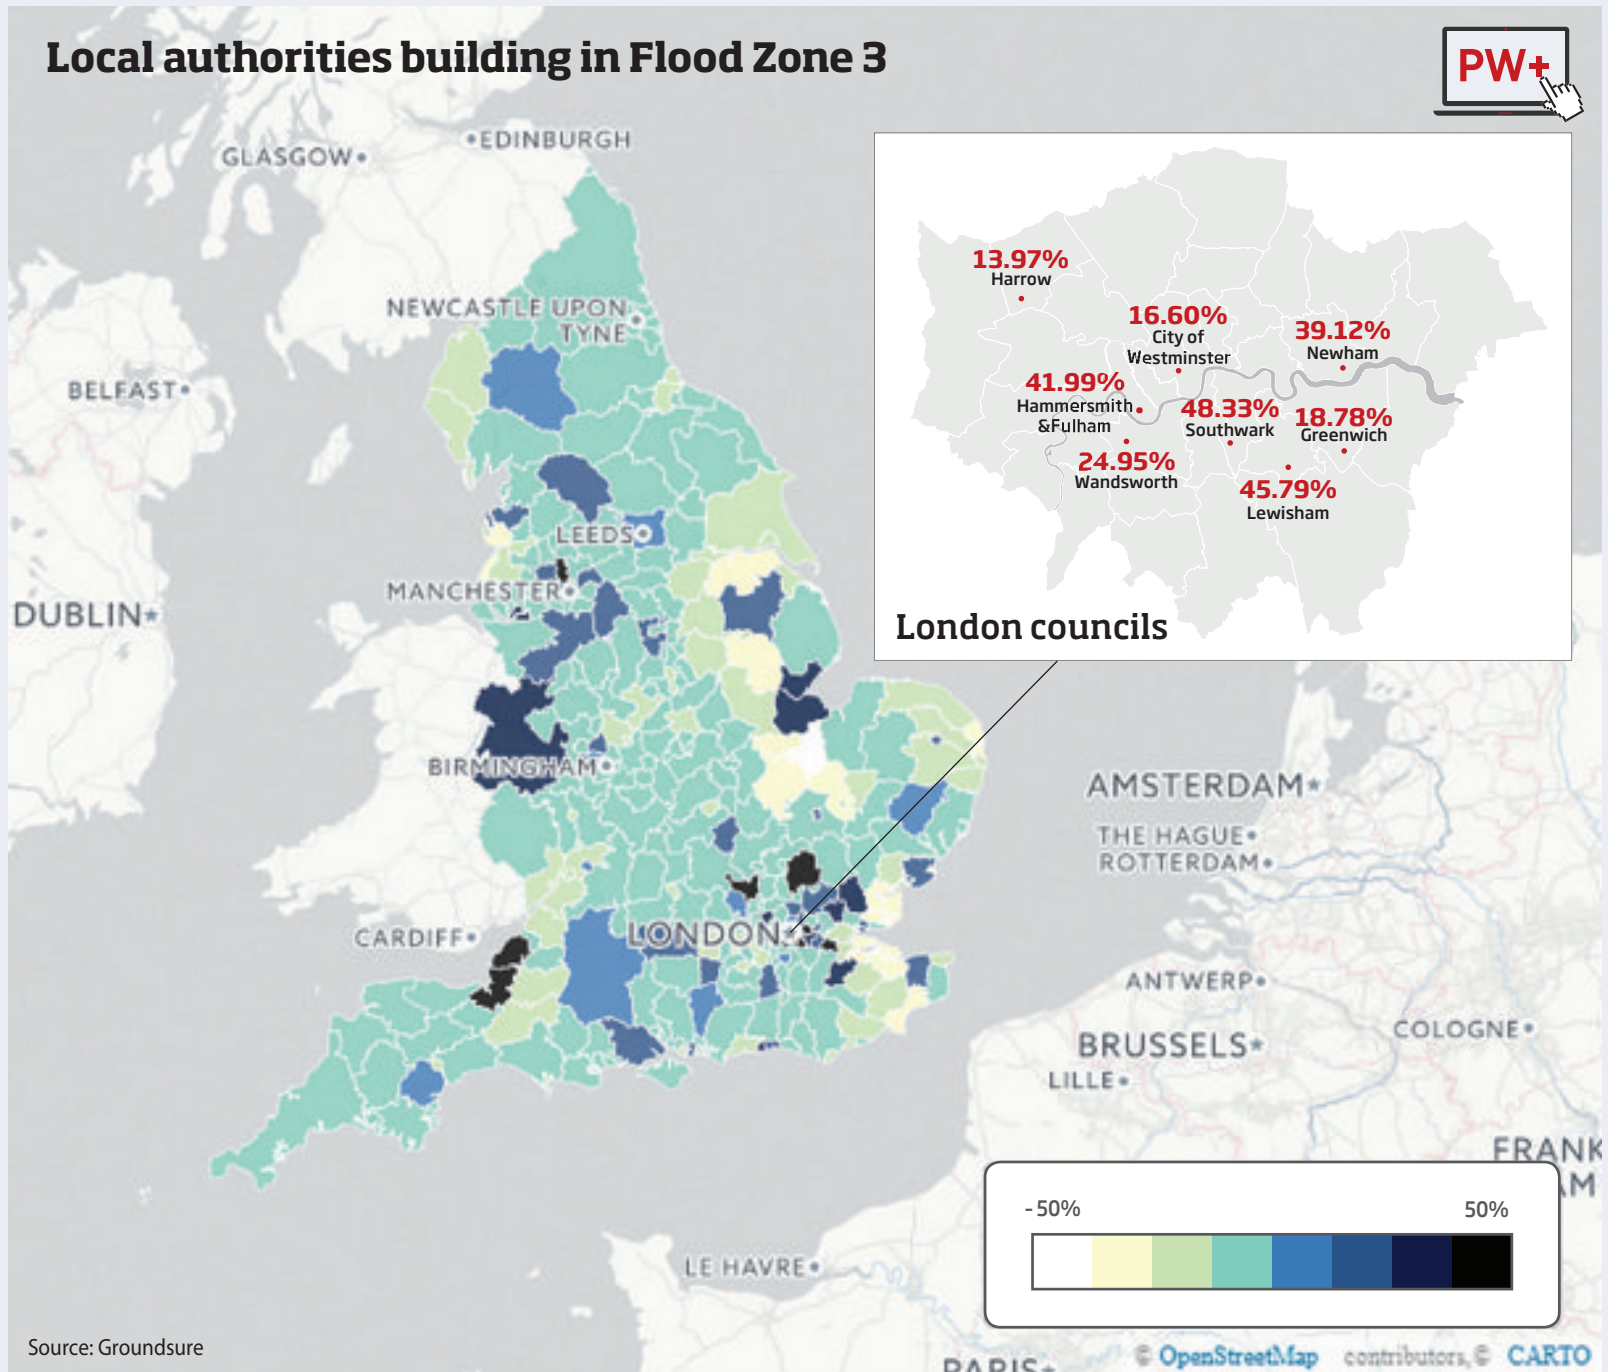 Local authorities building in Flood Zone 3
PW+
EDINBURGH
GLASGOW
NEWCASTLE UPON
TYNE
BELFAST
DUBLIN
LEEDS
MANCHESTER
BIRMINGHAM
CARDIFF
LONDON
13.97%
Harrow
16.60%
City of
Westminster
39.12%
Newham
41.99%
Hammersmith
&Fulham
48.33%
Southwark
18.78%
Greenwich
24.95%
Wandsworth
45.79%
Lewisham
London councils
AMSTERDAM
THE HAGUE
ROTTERDAM
ANTWERP
BRUSSELS
COLOGNE
LILLE
FRANK
AM
LE HAVRE
PARIS
- 50%
50%
Source: Groundsure
© OpenStreetMap contributors, © CARTO